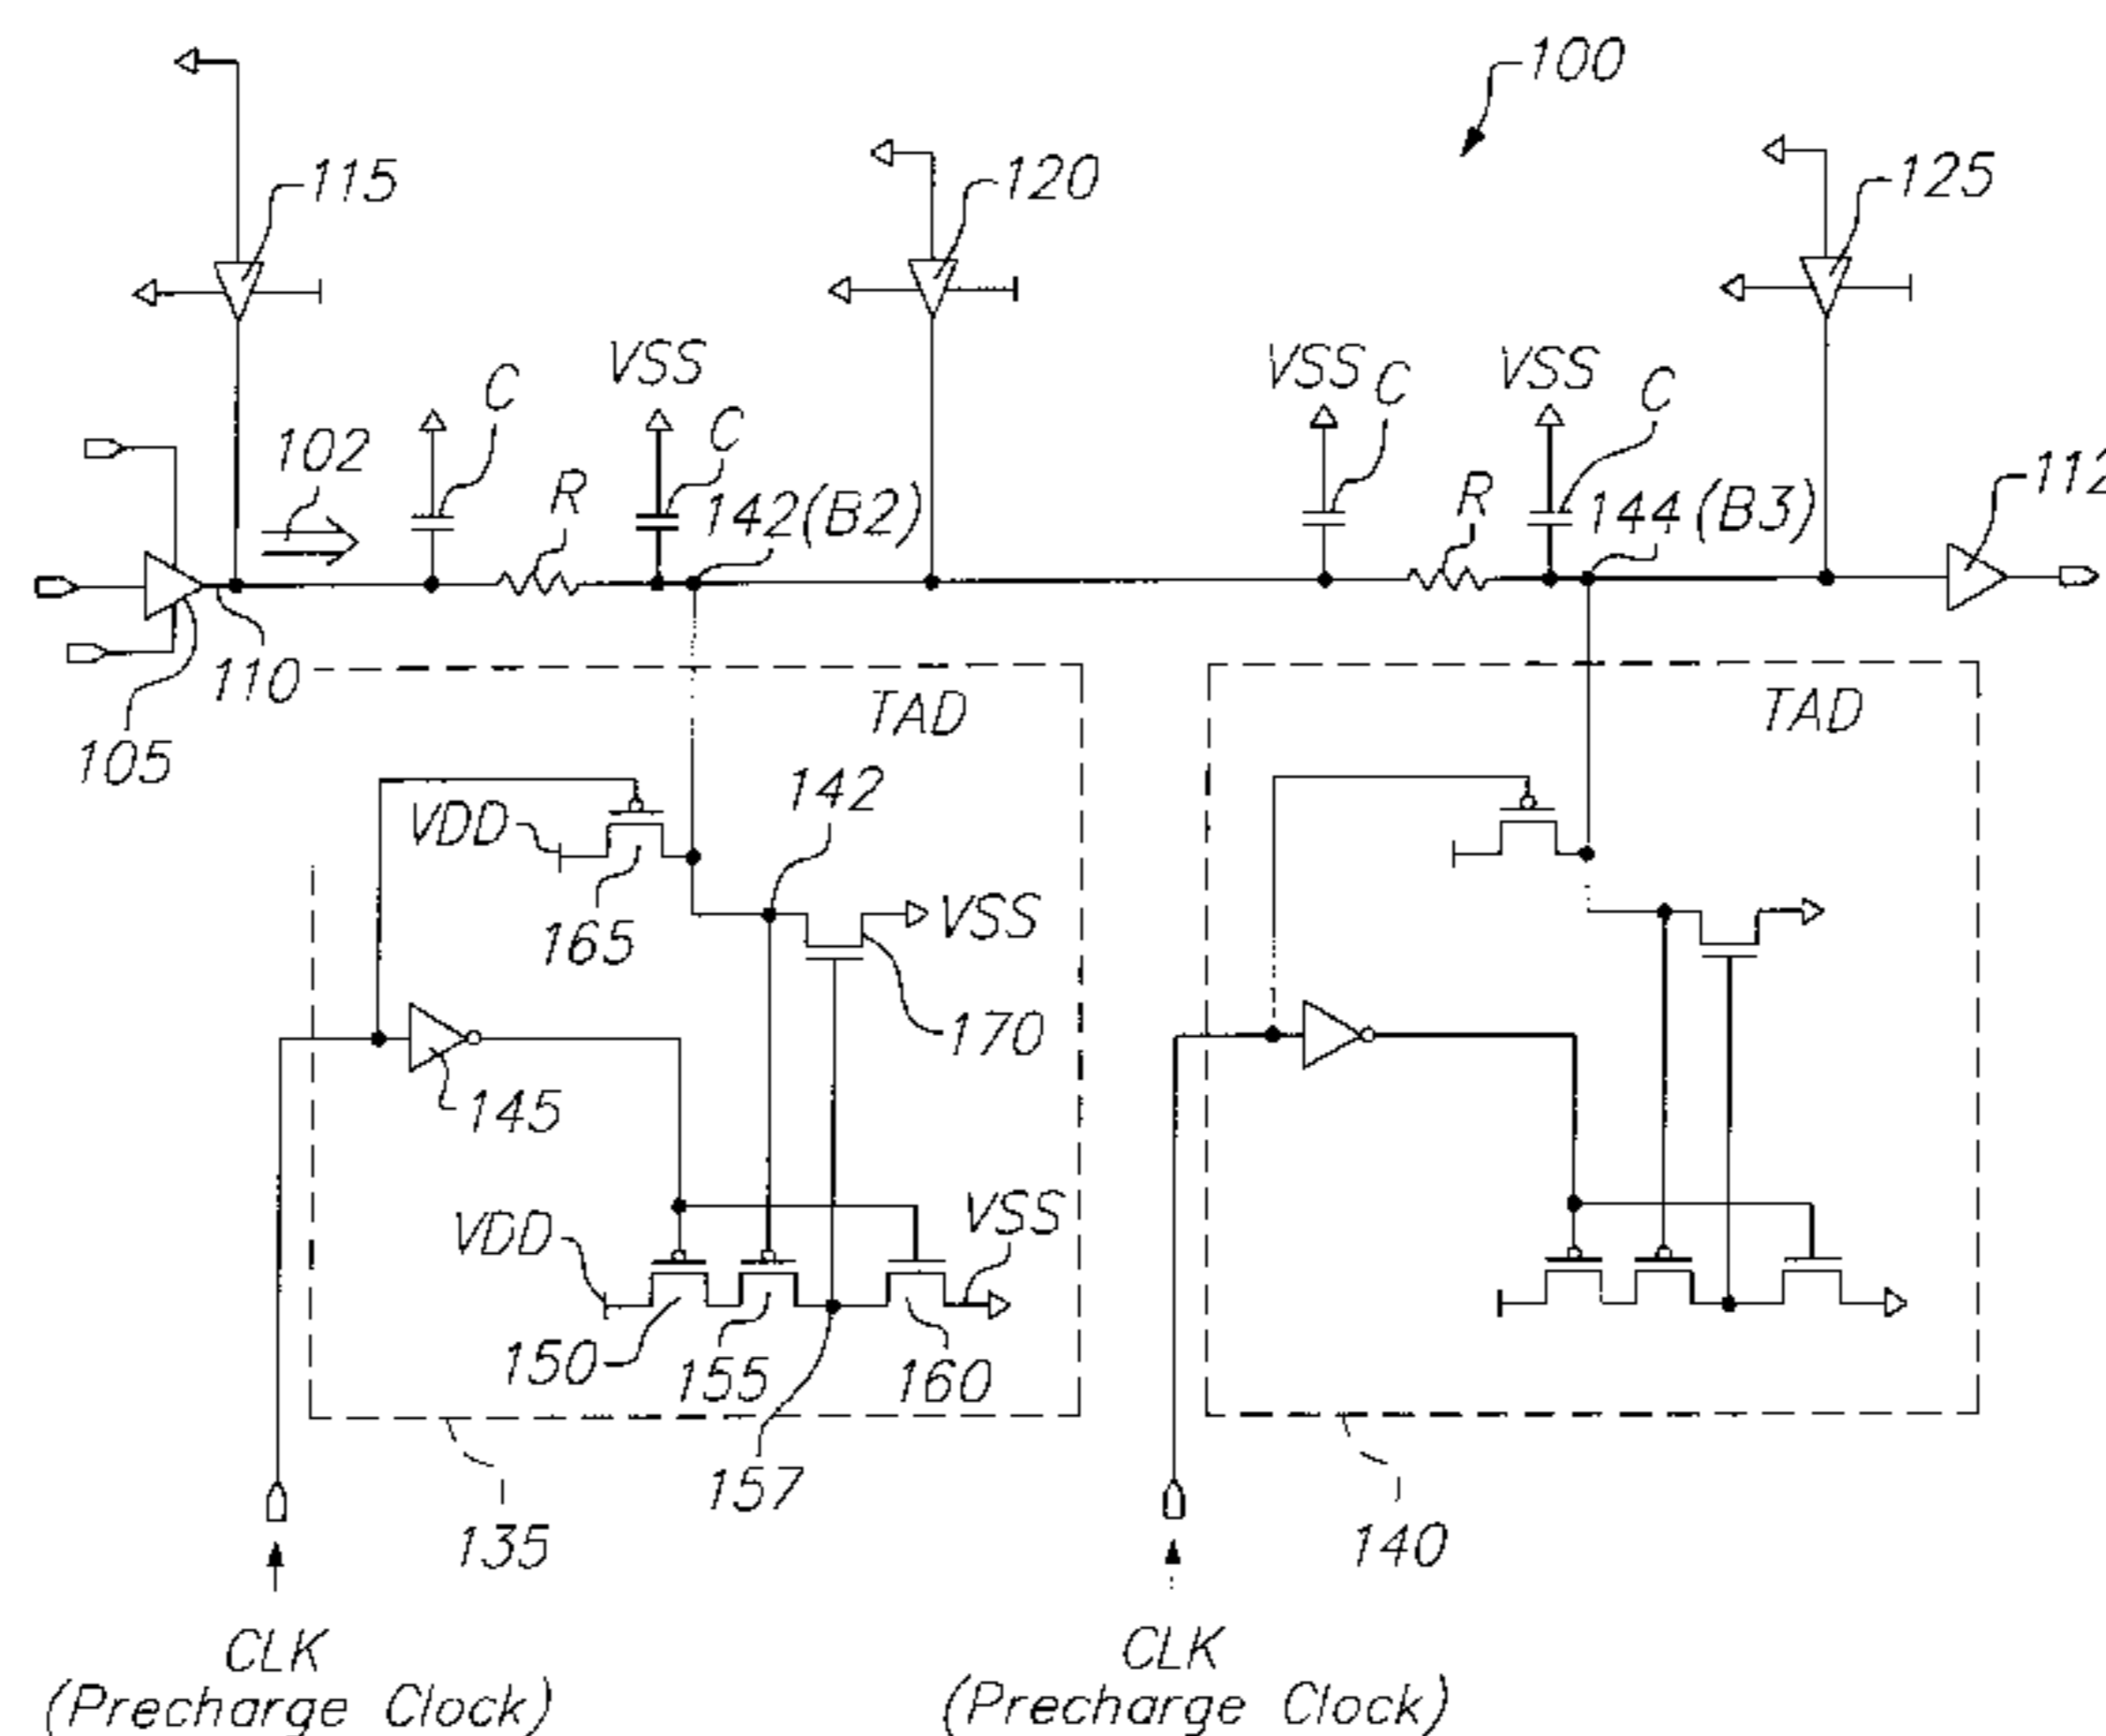 100
115
120
125
VSS
VSS
VSS
C
C
C
C
102
R
142(B2)
R
144(B3)
112
110
105
TAD
TAD
142
VDD
165
VSS
170
145
VDD
VSS
150
155
160
157
135
140
CLK
(Precharge Clock)
CLK
(Precharge Clock)